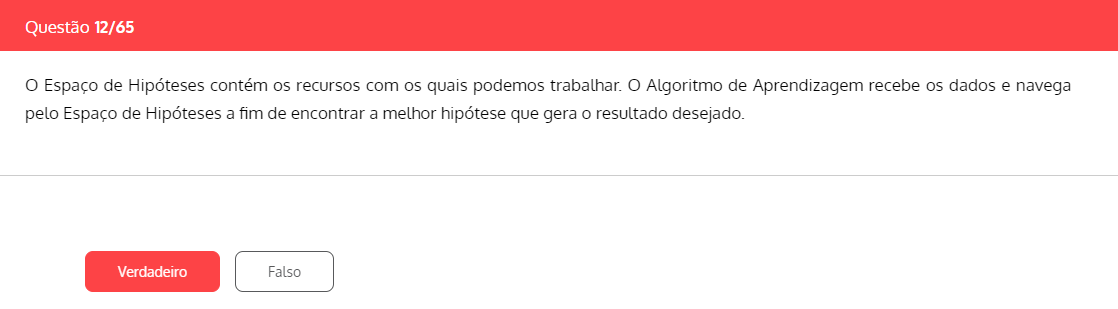 Questão 12/65
O Espaço de Hipóteses contém os recursos com os quais podemos trabalhar. O Algoritmo de Aprendizagem recebe os dados e navega
pelo Espaço de Hipóteses a fim de encontrar a melhor hipótese que gera o resultado desejado.
Verdadeiro
Falso